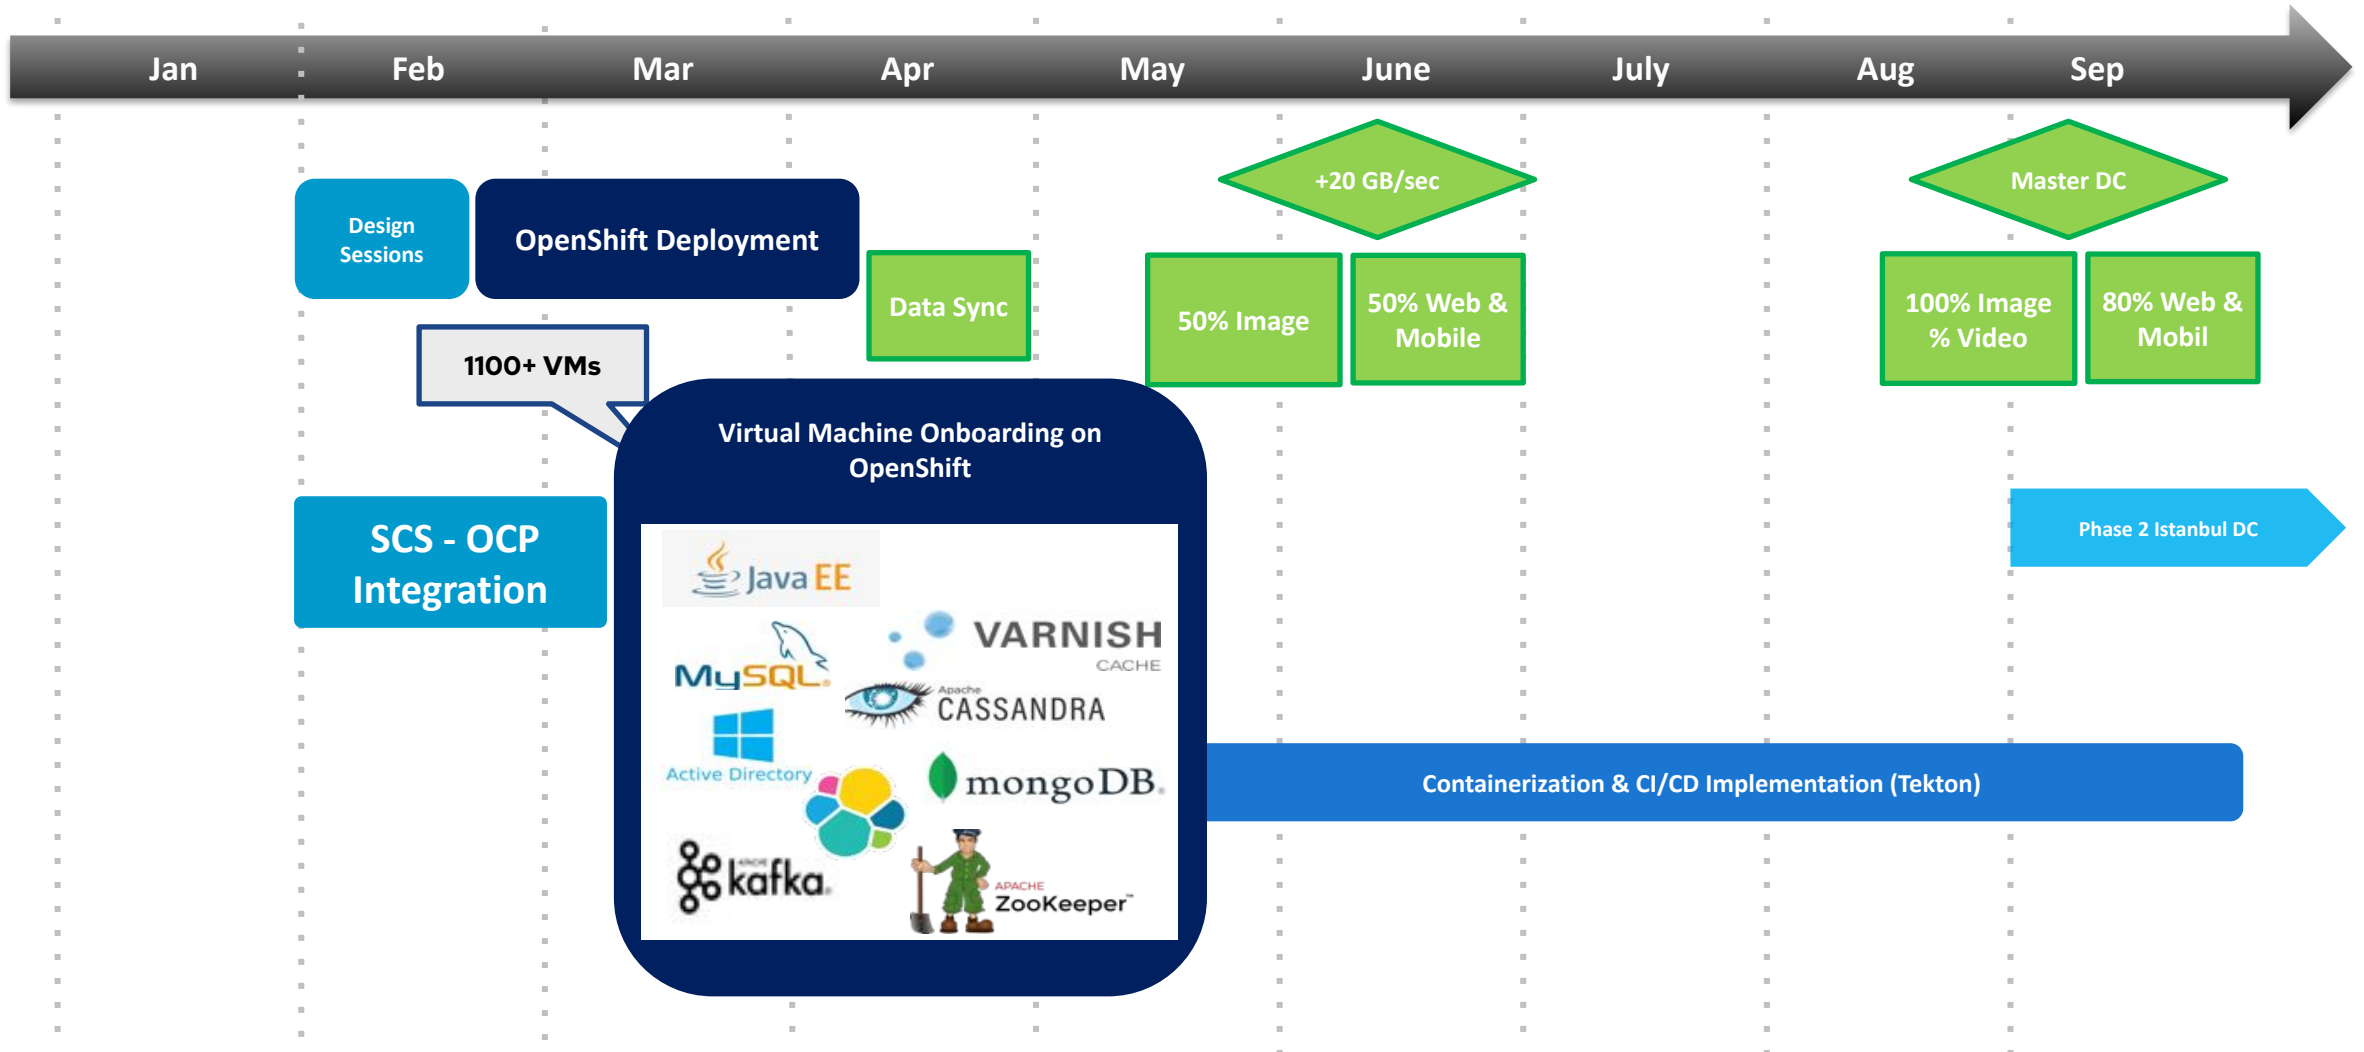 Jan Feb Mar Apr May June July Aug Sep
Design
Sessions
OpenShift Deployment
Data Sync
+20 GB/sec
50% Image
50% Web &
Mobile
Master DC
100% Image
% Video
80% Web &
Mobil
1100+ VMs
Virtual Machine Onboarding on
OpenShift
SCS - OCP
Integration
Java EE
VARNISH
CACHE
MySQL®
Apache
CASSANDRA
Active Directory
mongoDB®
APACHE
kafka®
APACHE
ZooKeeper™
Phase 2 Istanbul DC
Containerization & CI/CD Implementation (Tekton)